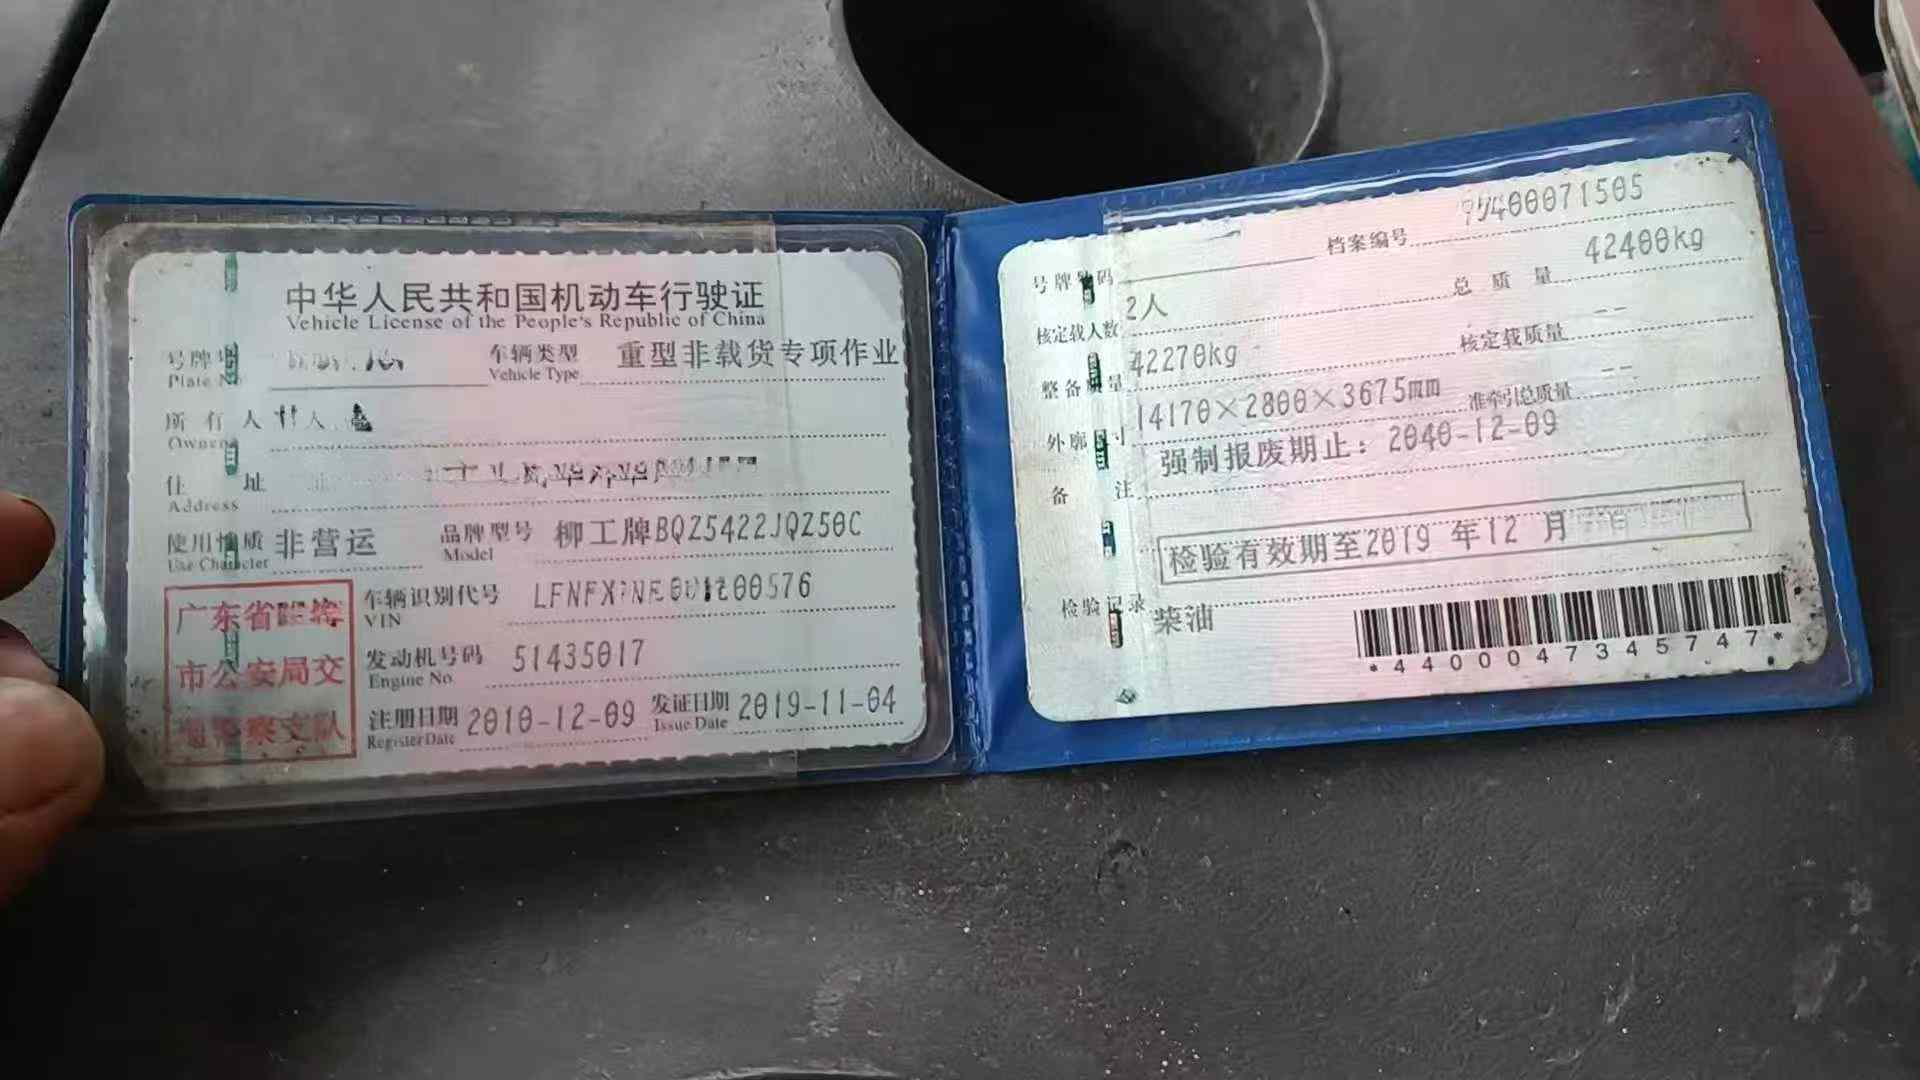 中华人民共和国机动车行驶证
Vehicle License of the People's Republic of China
号牌
Plate No
车辆类型 重型非载货专项作业
Vehicle Type
所有人
Owner
住址
Address
使用性质 非营运
Use Character
品牌型号 柳工牌BQZ5422JQZ50C
Model
广东省
市公安局交
警察支队
车辆识别代号
VIN
发动机号码 51435017
Engine No.
注册日期 2010-12-09
Register Date
发证日期 2019-11-04
Issue Date
号牌号码
档案编号 400071505
核定载人数 2人
总质量 42400kg
整备质量 42270kg
核定载质量 --
外廓 寸 14170×2800×3675mm
准牵引总质量 --
备注 强制报废期止：2040-12-09
检验有效期至2019 年12 月
检验记录 柴油
*4400047345747*